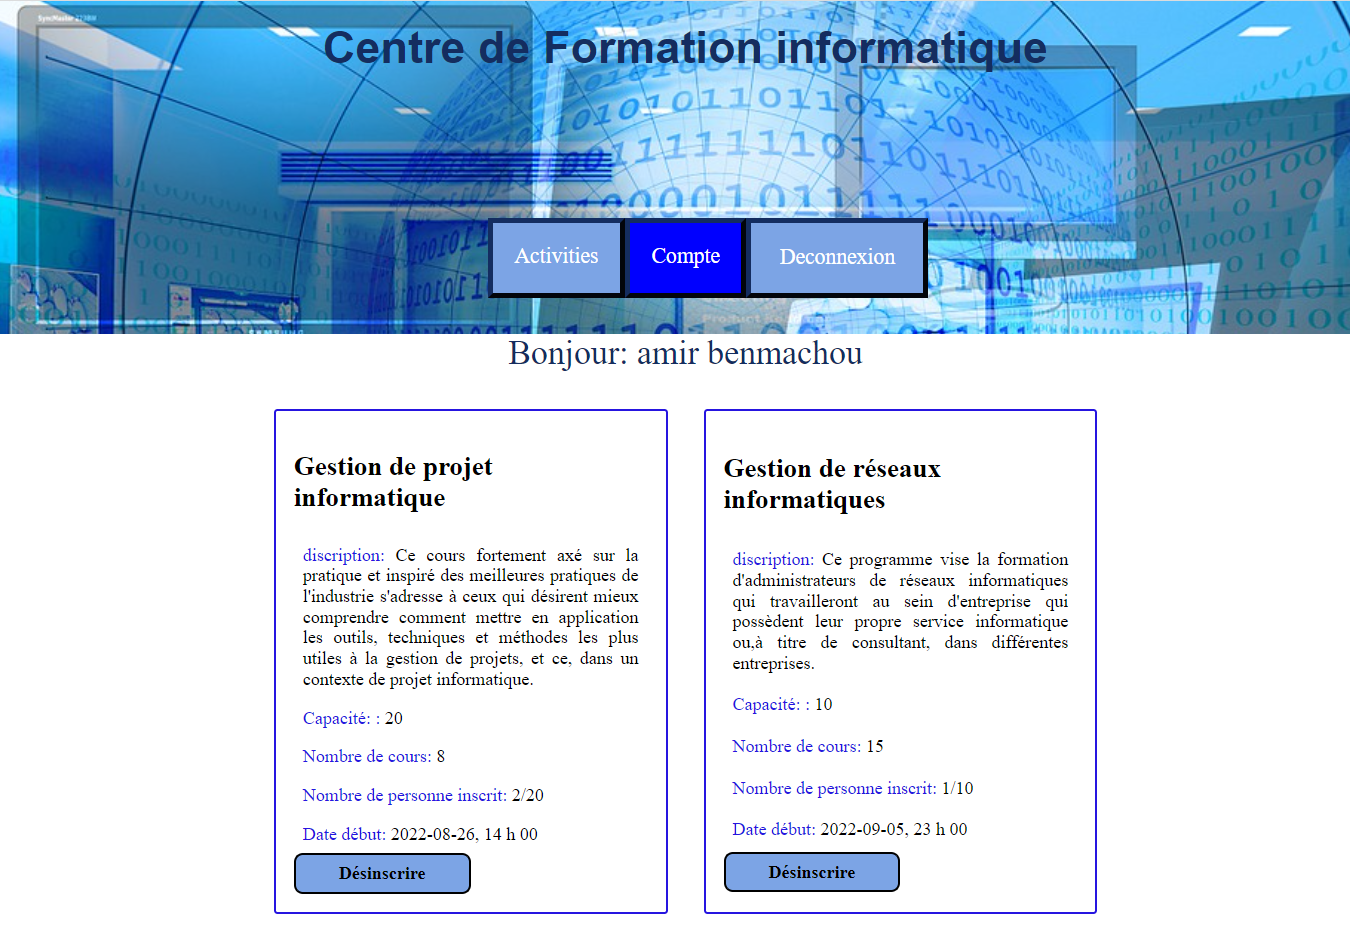 SyncMaster 223BW
Centre de Formation informatique
Activities
Compte
Deconnexion
SAMSUNG
Bonjour: amir benmachou
Gestion de projet
informatique
discription: Ce cours fortement axé sur la
pratique et inspiré des meilleures pratiques de
l'industrie s'adresse à ceux qui désirent mieux
comprendre comment mettre en application
les outils, techniques et méthodes les plus
utiles à la gestion de projets, et ce, dans un
contexte de projet informatique.
Capacité: : 20
Nombre de cours: 8
Nombre de personne inscrit: 2/20
Date début: 2022-08-26, 14 h 00
Désinscrire
Gestion de réseaux
informatiques
discription: Ce programme vise la formation
d'administrateurs de réseaux informatiques
qui travailleront au sein d'entreprise qui
possèdent leur propre service informatique
ou,à titre de consultant, dans différentes
entreprises.
Capacité: : 10
Nombre de cours: 15
Nombre de personne inscrit: 1/10
Date début: 2022-09-05, 23 h 00
Désinscrire